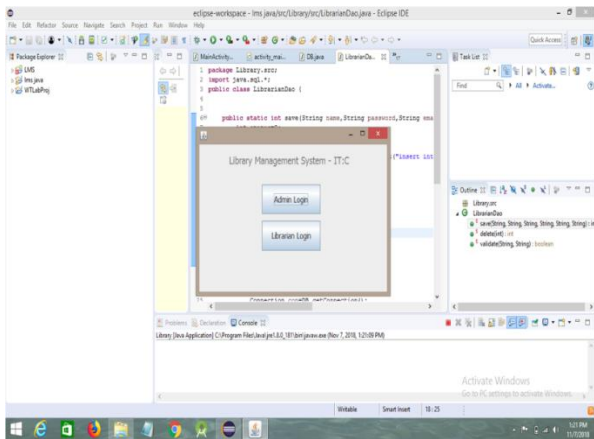 eclipse-workspace - lms java/src/Library/src/LibrarianDao.java - Eclipse IDE
File Edit Refactor Source Navigate Search Project Run Window Help
Quick Access
Package Explorer
MainActivity...
activity_mai...
DB.java
LibrarianDa...
Task List
LMS
lms java
WTLabProj
1 package Library.src;
2 import java.sql.*;
3 public class LibrarianDao {
4
5
6 public static int save(String name,String password,String ema
("insert int
Connection con=DB.getConnection();
Find All Activate...
Library Management System - IT:C
Admin Login
Librarian Login
Outline
Library.src
LibrarianDao
save(String, String, String, String, String) : in
delete(int) : int
validate(String, String) : boolean
Problems Declaration Console
Library [Java Application] C:\Program Files\Java\jre1.8.0_181\bin\javaw.exe (Nov 7, 2018, 1:21:09 PM)
Activate Windows
Go to PC settings to activate Windows.
Writable Smart Insert 18 : 25
1:21 PM
11/7/2018